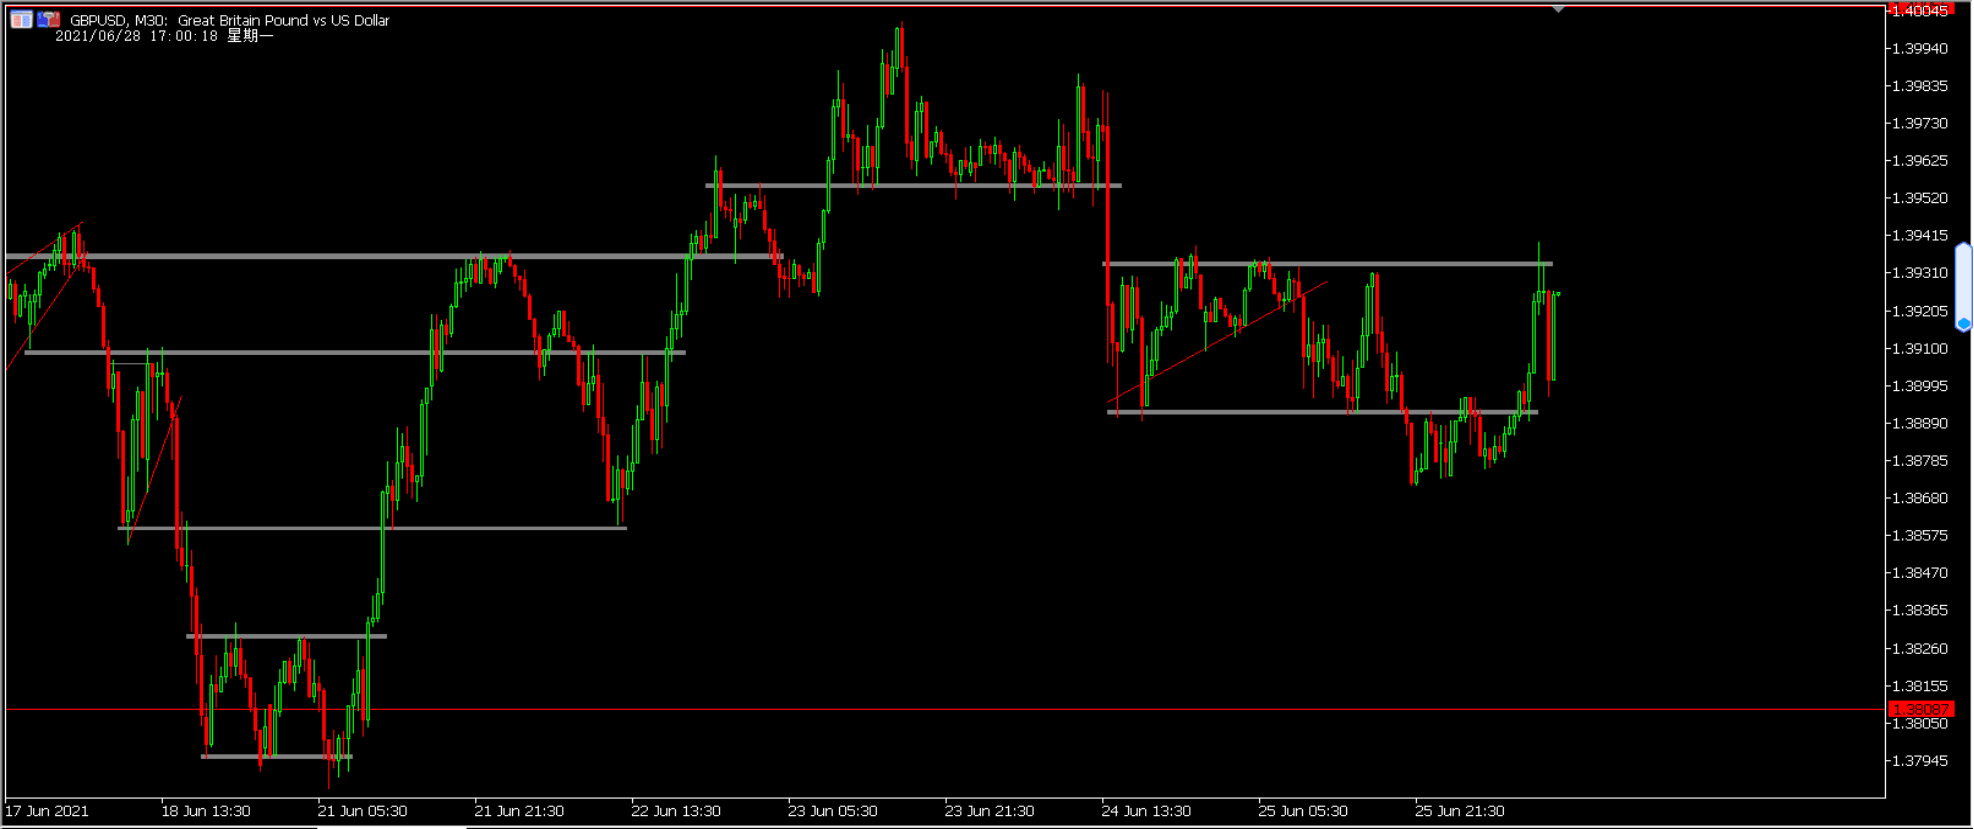 GBPUSD, M30: Great Britain Pound vs US Dollar
2021/06/28 17:00:18 星期一
1.40045
1.39940
1.39835
1.39730
1.39625
1.39520
1.39415
1.39310
1.39205
1.39100
1.38995
1.38890
1.38785
1.38680
1.38575
1.38470
1.38365
1.38260
1.38155
1.38087
1.38050
1.37945
17 Jun 2021
18 Jun 13:30
21 Jun 05:30
21 Jun 21:30
22 Jun 13:30
23 Jun 05:30
23 Jun 21:30
24 Jun 13:30
25 Jun 05:30
25 Jun 21:30